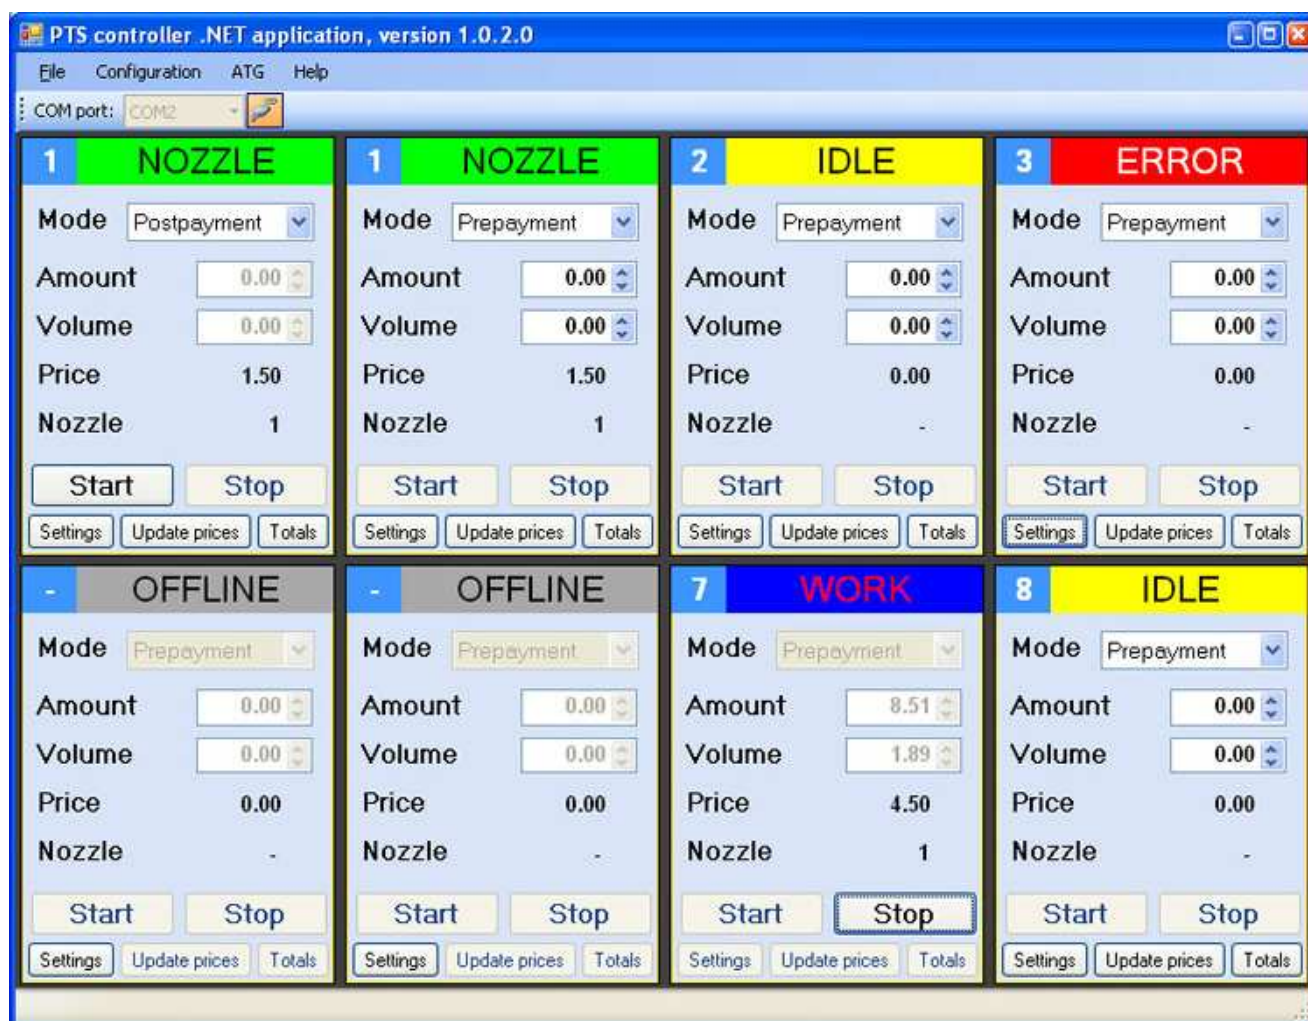 PTS controller .NET application, version 1.0.2.0
File Configuration ATG Help
COM port: COM2
1 NOZZLE 1 NOZZLE 2 IDLE 3 ERROR
Mode Postpayment Mode Prepayment Mode Prepayment Mode Prepayment
Amount 0.00 Amount 0.00 Amount 0.00 Amount 0.00
Volume 0.00 Volume 0.00 Volume 0.00 Volume 0.00
Price 1.50 Price 1.50 Price 0.00 Price 0.00
Nozzle 1 Nozzle 1 Nozzle - Nozzle -
Start Stop Start Stop Start Stop Start Stop
Settings Update prices Totals Settings Update prices Totals Settings Update prices Totals Settings Update prices Totals
- OFFLINE - OFFLINE 7 WORK 8 IDLE
Mode Prepayment Mode Prepayment Mode Prepayment Mode Prepayment
Amount 0.00 Amount 0.00 Amount 8.51 Amount 0.00
Volume 0.00 Volume 0.00 Volume 1.89 Volume 0.00
Price 0.00 Price 0.00 Price 4.50 Price 0.00
Nozzle - Nozzle - Nozzle 1 Nozzle -
Start Stop Start Stop Start Stop Start Stop
Settings Update prices Totals Settings Update prices Totals Settings Update prices Totals Settings Update prices Totals